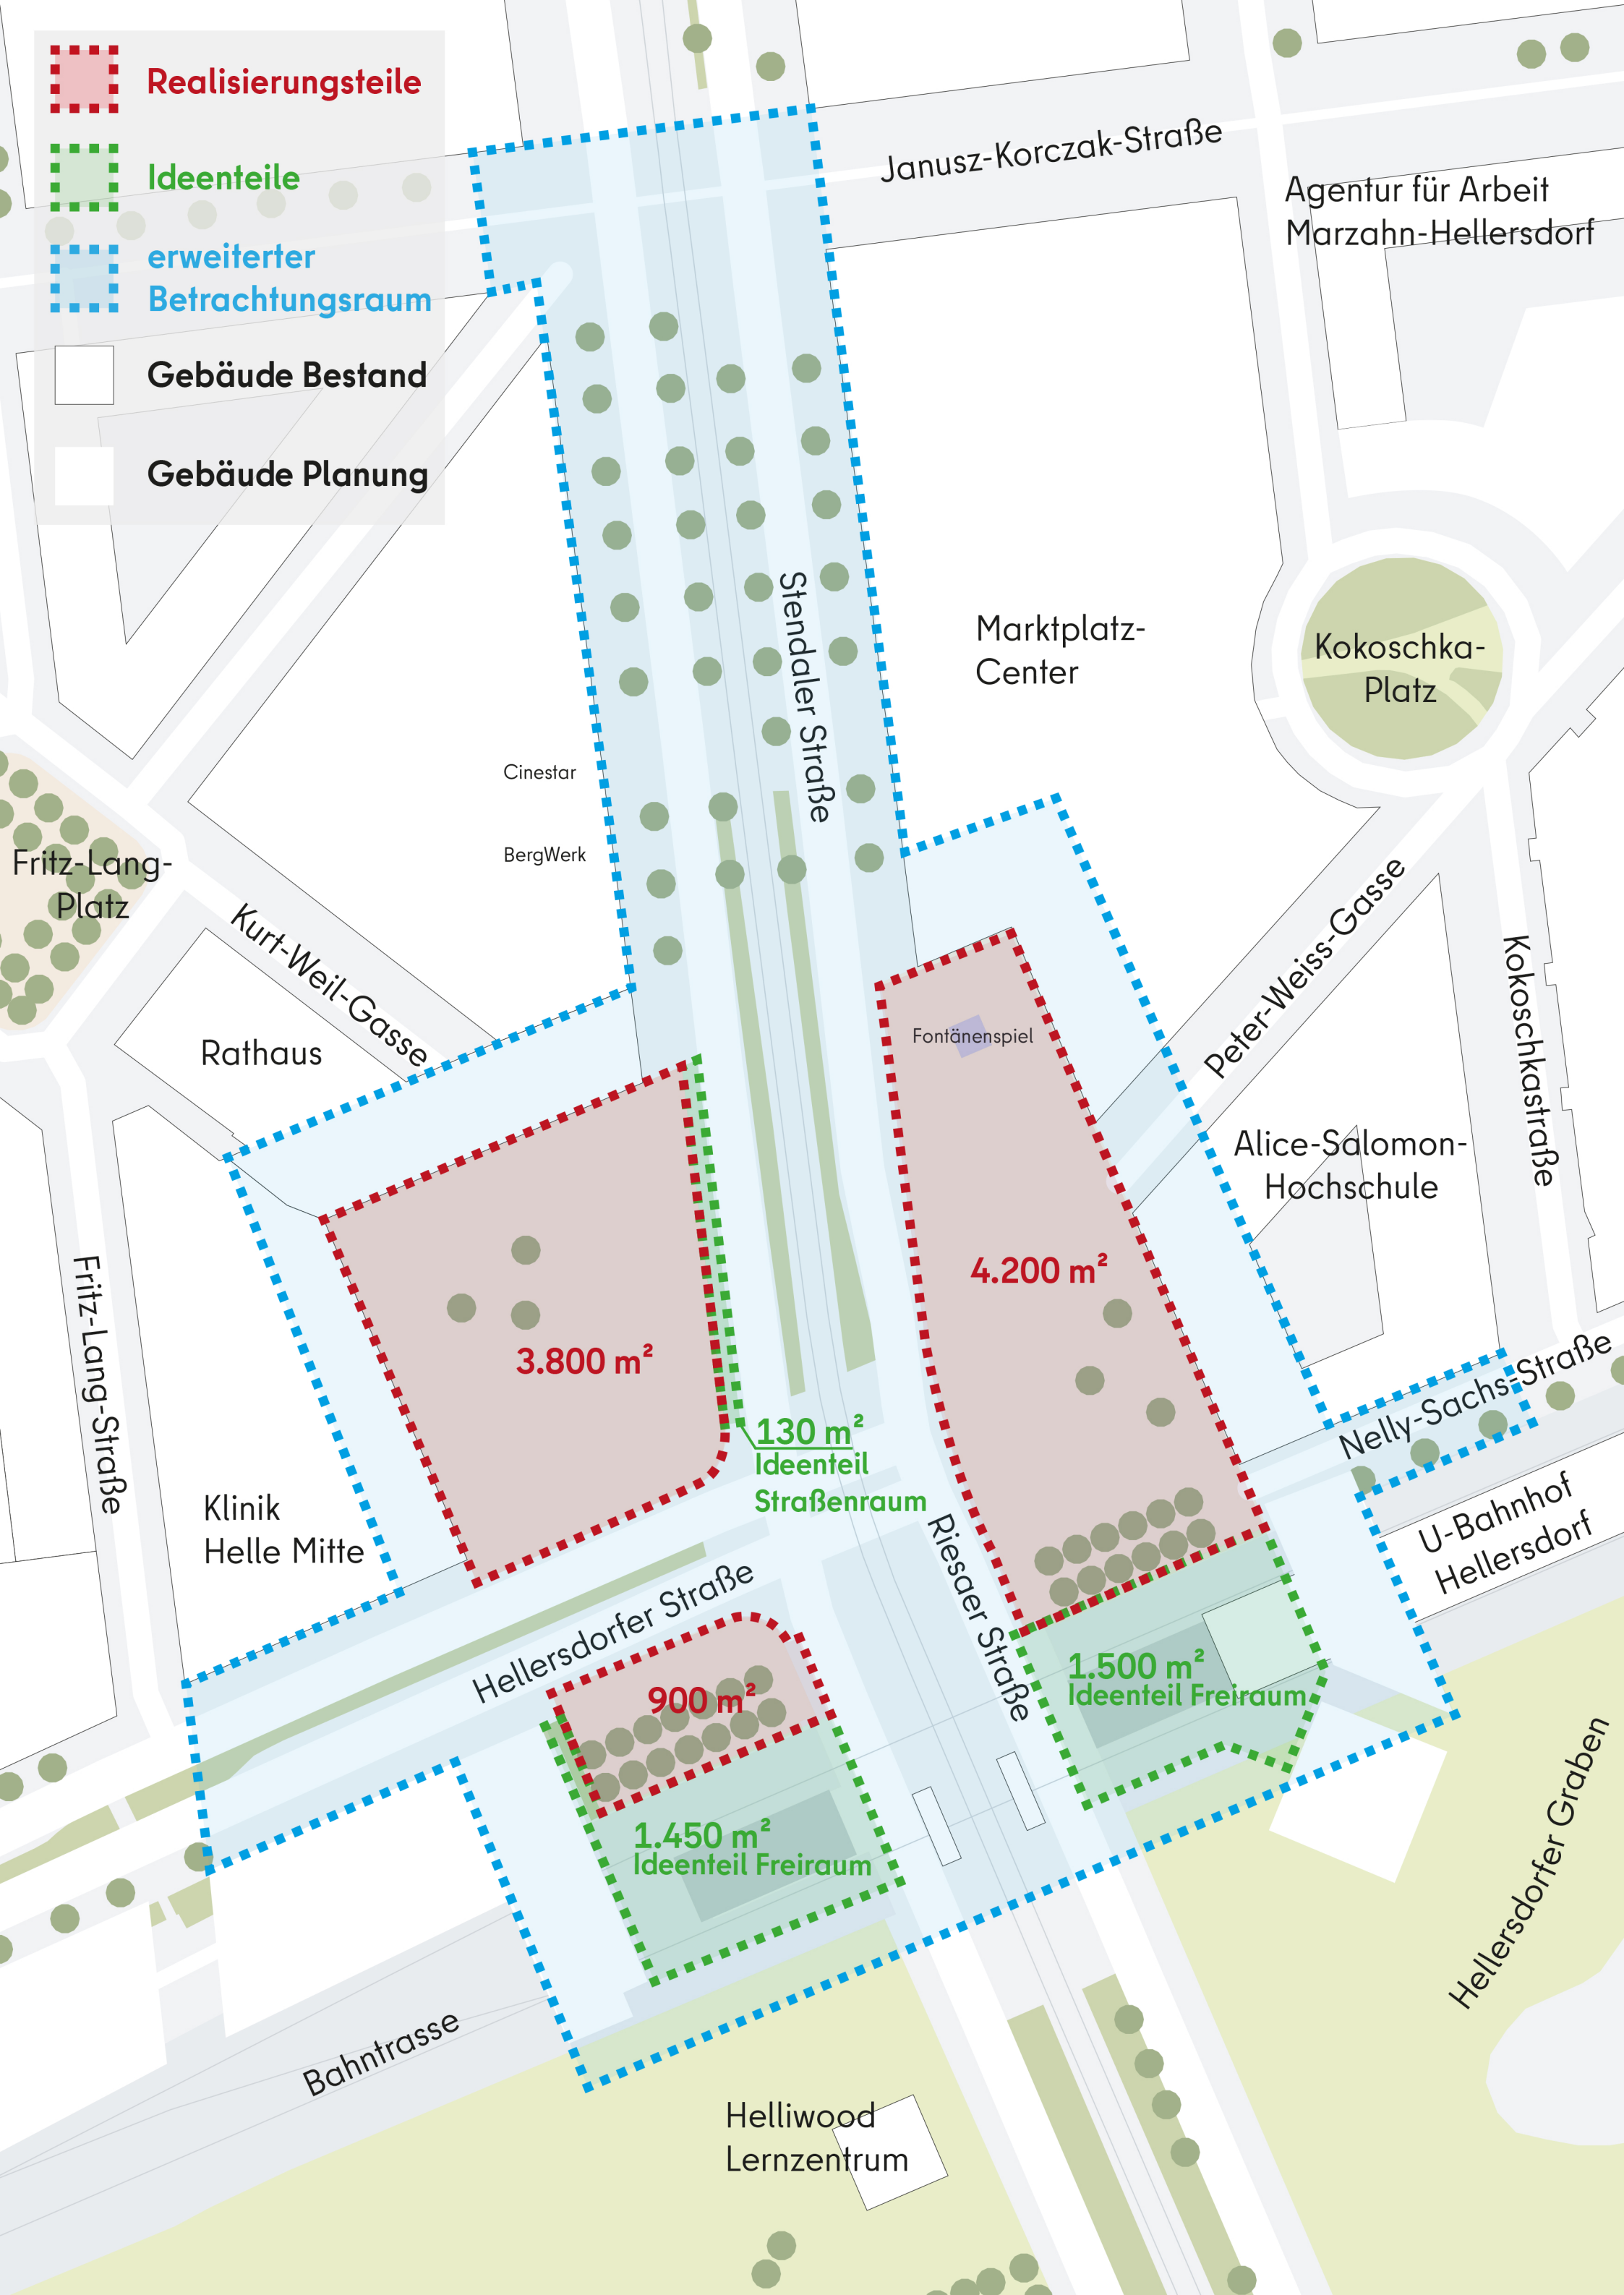 Realisierungsteile
Ideenteile
erweiterter
Betrachtungsraum
Gebäude Bestand
Gebäude Planung
Janusz-Korczak-Straße
Agentur für Arbeit
Marzahn-Hellersdorf
Stendaler Straße
Marktplatz-
Center
Kokoschka-
Platz
Cinestar
BergWerk
Fritz-Lang-
Platz
Kurt-Weil-Gasse
Rathaus
Fontänenspiel
Peter-Weiss-Gasse
Kokoschkastraße
Alice-Salomon-
Hochschule
4.200 m²
3.800 m²
Fritz-Lang-Straße
130 m²
Ideenteil
Straßenraum
Nelly-Sachs-Straße
U-Bahnhof
Hellersdorf
Klinik
Helle Mitte
Hellersdorfer Straße
Riesaer Straße
900 m²
1.500 m²
Ideenteil Freiraum
1.450 m²
Ideenteil Freiraum
Hellersdorfer Graben
Bahntrasse
Helliwood
Lernzentrum